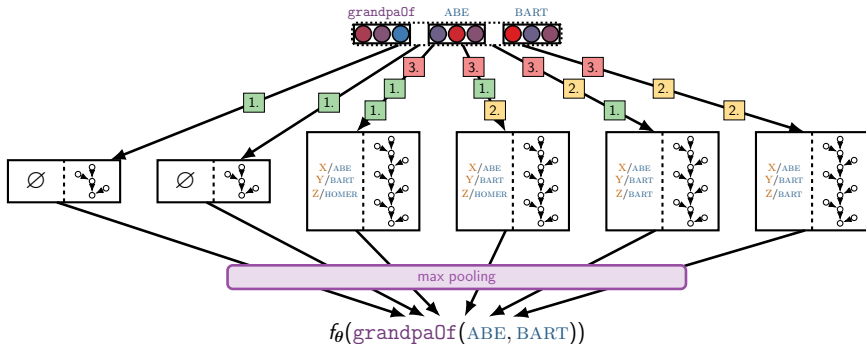 grandpaOf ABE BART
3. 3. 3. 3.
1. 1. 1. 1. 2. 2.
1. 2. 1. 2.
∅ ∅
X/ABE X/ABE X/ABE X/ABE
Y/BART Y/BART Y/BART Y/BART
Z/HOMER Z/HOMER Z/BART Z/BART
max pooling
fθ(grandpaOf(ABE, BART))